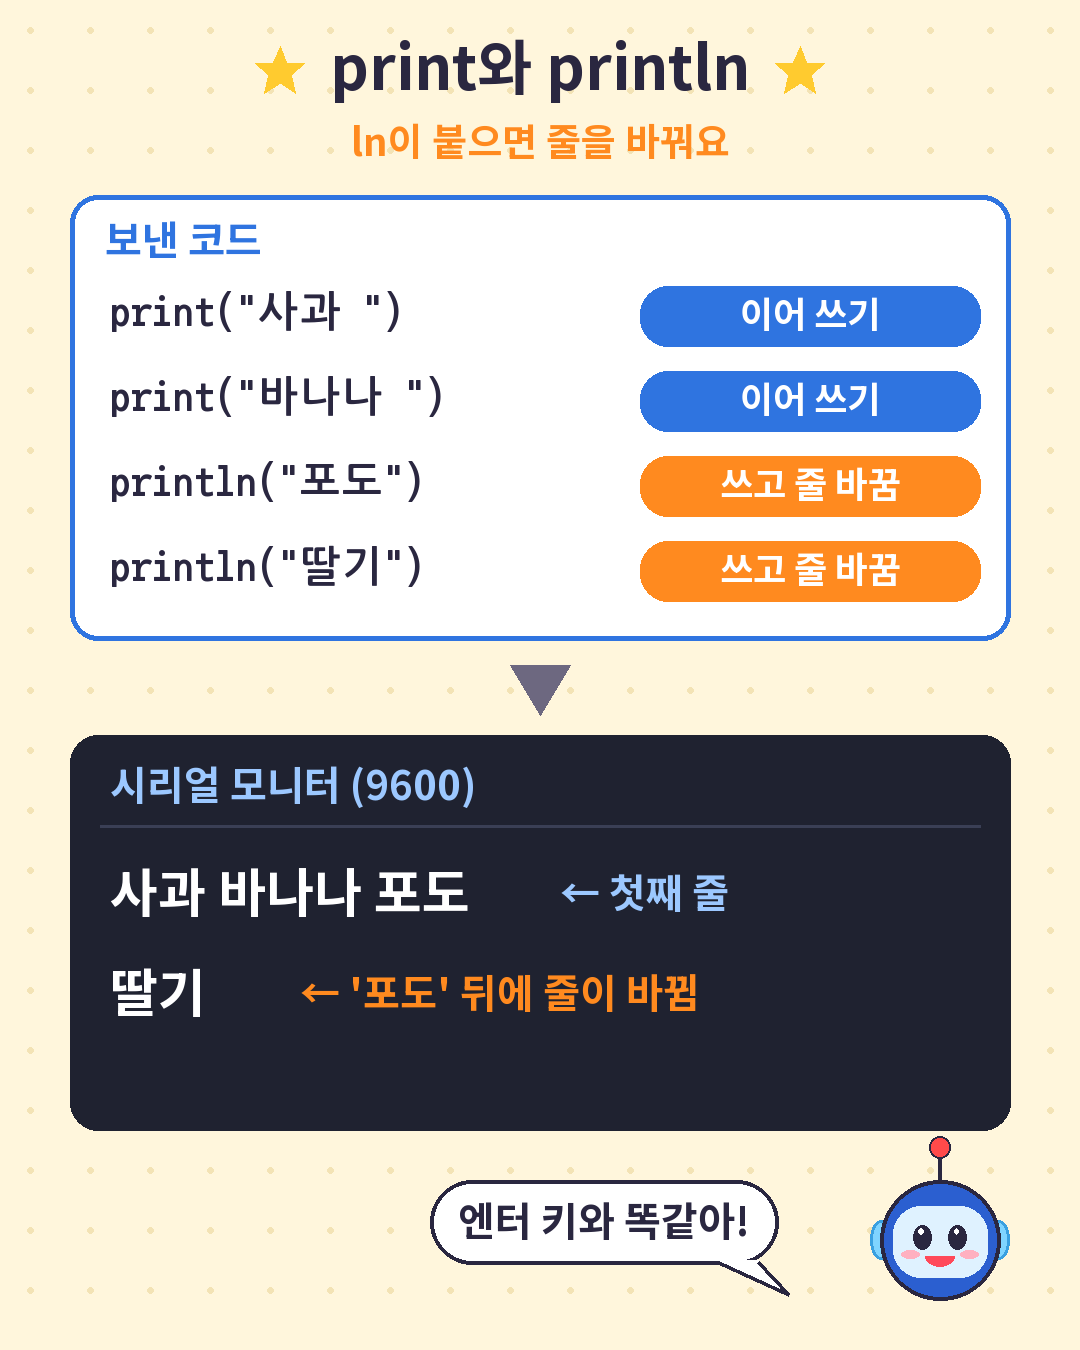 print와 println
ln이 붙으면 줄을 바꿔요
보낸 코드
print("사과 ") 이어 쓰기
print("바나나 ") 이어 쓰기
println("포도") 쓰고 줄 바꿈
println("딸기") 쓰고 줄 바꿈
시리얼 모니터 (9600)
사과 바나나 포도 ← 첫째 줄
딸기 ← '포도' 뒤에 줄이 바뀜
엔터 키와 똑같아!